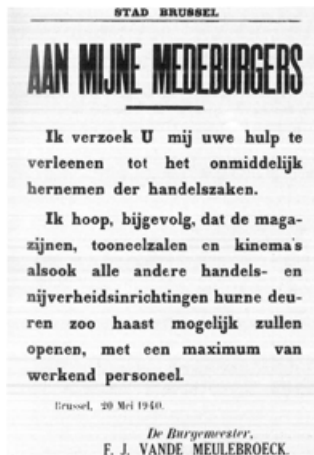 STAD BRUSSEL
AAN MIJNE MEDEBURGERS
Ik verzoek U mij uwe hulp te
verleenen tot het onmiddelijk
hernemen der handelszaken.
Ik hoop, bijgevolg, dat de maga-
zijnen, tooneelzalen en kinema's
alsook alle andere handels- en
nijverheidsinrichtingen hurne deu-
ren zoo haast mogelijk zullen
openen, met een maximum van
werkend personeel.
Brussel, 20 Mei 1940.
De Burgemeester,
F. J. VANDE MEULEBROECK.